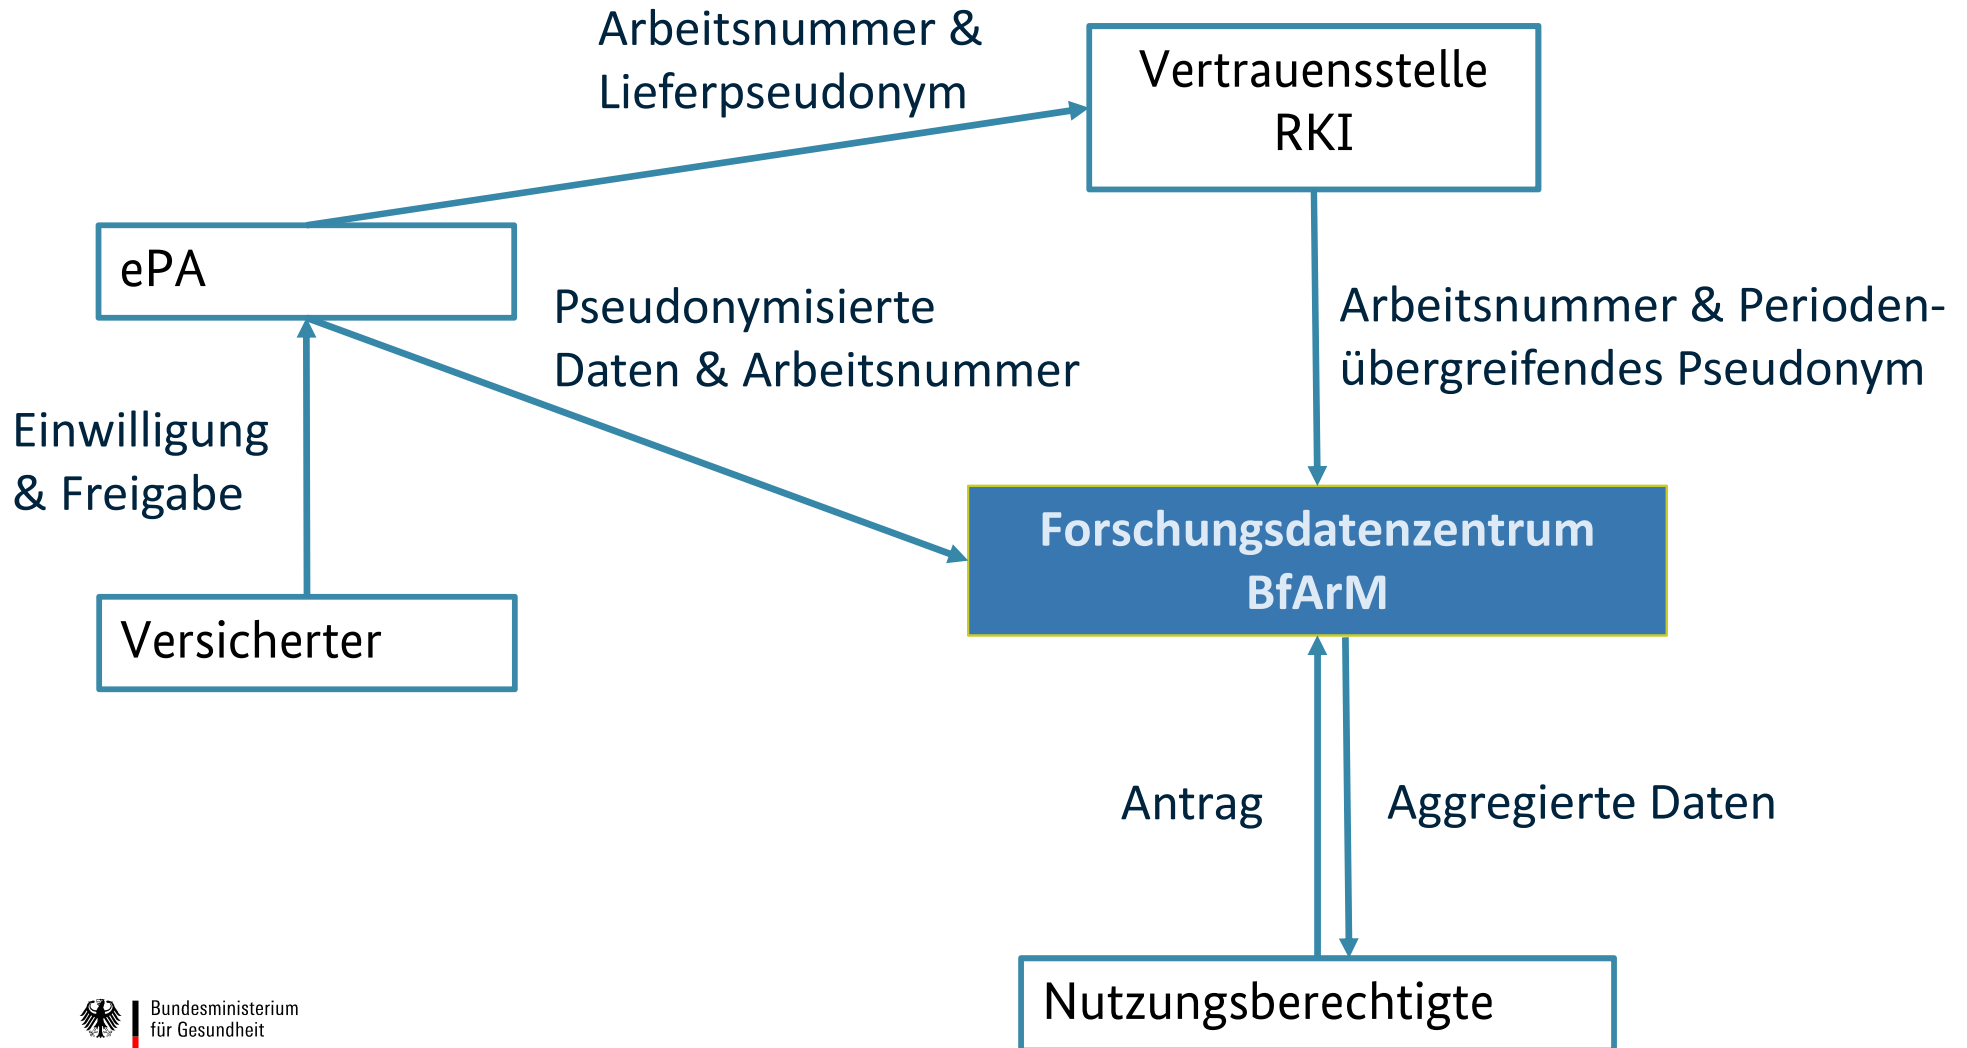 Arbeitsnummer &
Lieferpseudonym
Vertrauensstelle
RKI
ePA
Pseudonymisierte
Daten & Arbeitsnummer
Arbeitsnummer & Perioden-
übergreifendes Pseudonym
Einwilligung
& Freigabe
Forschungsdatenzentrum
BfArM
Versicherter
Antrag
Aggregierte Daten
Nutzungsberechtigte
Bundesministerium
für Gesundheit